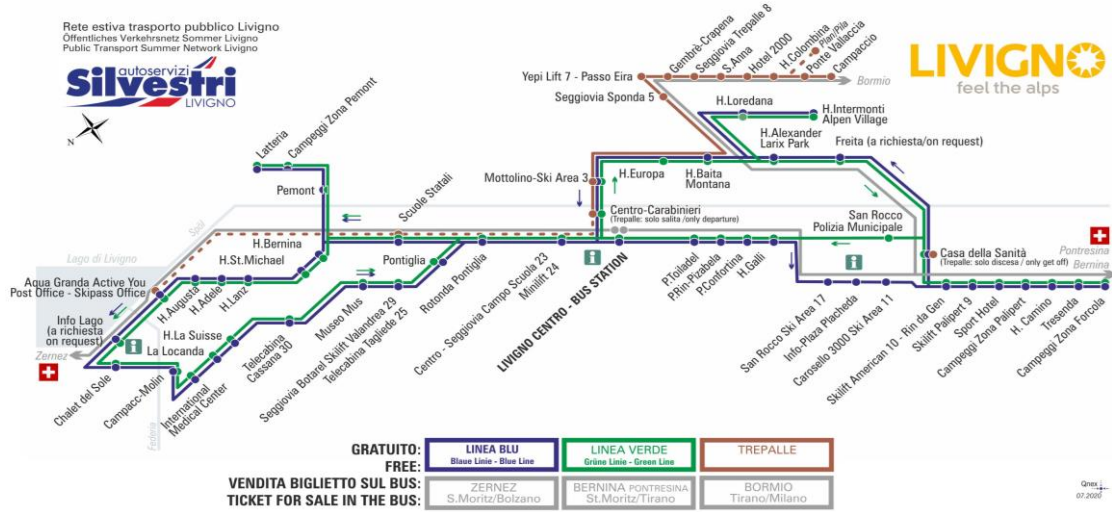 Rete estiva trasporto pubblico Livigno
Öffentliches Verkehrsnetz Sommer Livigno
Public Transport Summer Network Livigno
autoservizi
Silvestri
LIVIGNO
N
LIVIGNO
feel the alps
Latteria
Campeggi Zona Pemont
Pemont
Scuole Statali
Yepi Lift 7 - Passo Eira
Seggiovia Sponda 5
Gembrè-Crapena
Seggiovia Trepalle 8
S.Anna
Hotel 2000
H.Colombina
Plan/Pila
Ponte Vallaccia
Campaccio
Bormio
H.Loredana
H.Intermonti
Alpen Village
H.Alexander
Larix Park
Freita (a richiesta/on request)
Mottolino-Ski Area 3
H.Europa
H.Baita
Montana
Centro-Carabinieri
(Trepalle: solo salita /only departure)
San Rocco
Polizia Municipale
Casa della Sanità
(Trepalle: solo discesa / only get off)
Pontresina
Bernina
Spöl
Lago di Livigno
H.Bernina
H.St.Michael
Aqua Granda Active You
Post Office - Skipass Office
H.Augusta
H.Adele
H.Lanz
Info Lago
(a richiesta
on request)
Zernez
H.La Suisse
La Locanda
i
Chalet del Sole
Campacc-Molin
Federia
International
Medical Center
Telecabina
Cassana 30
Museo Mus
Seggiovia Botarel Skilift Valandrea 29
Telecabina Tagliede 25
Pontiglia
Rotonda Pontiglia
Centro - Seggiovia Campo Scuola 23
Minilift 24
i
LIVIGNO CENTRO - BUS STATION
P.Toiladel
P.Rin-Pizabela
P.Confortina
H.Galli
i
San Rocco Ski Area 17
Info-Plaza Placheda
Carosello 3000 Ski Area 11
Skilift American 10 - Rin da Gen
Skilift Palipert 9
Sport Hotel
Campeggi Zona Palipert
H. Camino
Tresenda
Campeggi Zona Forcola
GRATUITO:
FREE:
LINEA BLU
Blaue Linie - Blue Line
LINEA VERDE
Grüne Linie - Green Line
TREPALLE
VENDITA BIGLIETTO SUL BUS:
TICKET FOR SALE IN THE BUS:
ZERNEZ
S.Moritz/Bolzano
BERNINA PONTRESINA
St.Moritz/Tirano
BORMIO
Tirano/Milano
Qnex
07.2020